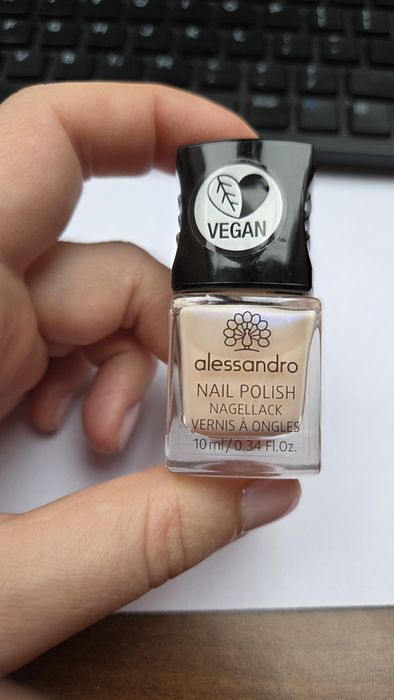 VEGAN
alessandro
NAIL POLISH
NAGELLACK
VERNIS À ONGLES
10 ml / 0.34 Fl.Oz.